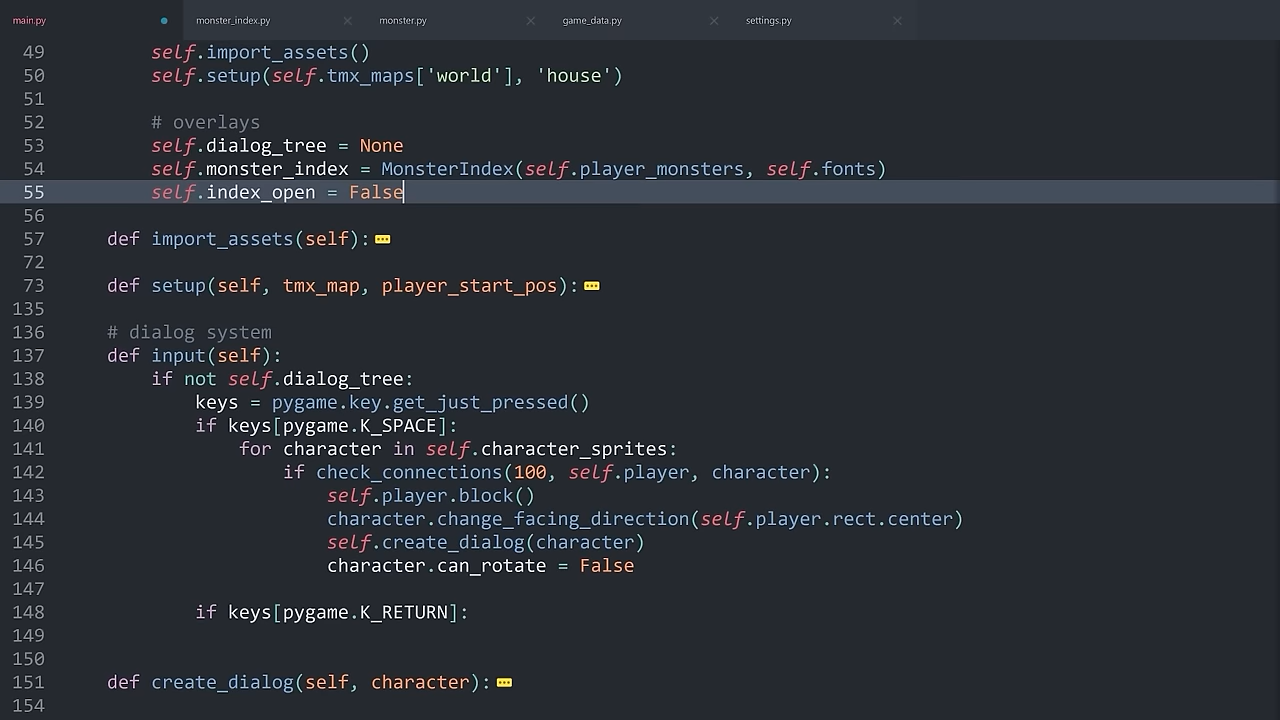 main.py monster_index.py monster.py game_data.py settings.py
49 self.import_assets()
50 self.setup(self.tmx_maps['world'], 'house')
51
52 # overlays
53 self.dialog_tree = None
54 self.monster_index = MonsterIndex(self.player_monsters, self.fonts)
55 self.index_open = False
56
57 def import_assets(self):
72
73 def setup(self, tmx_map, player_start_pos):
135
136 # dialog system
137 def input(self):
138 if not self.dialog_tree:
139 keys = pygame.key.get_just_pressed()
140 if keys[pygame.K_SPACE]:
141 for character in self.character_sprites:
142 if check_connections(100, self.player, character):
143 self.player.block()
144 character.change_facing_direction(self.player.rect.center)
145 self.create_dialog(character)
146 character.can_rotate = False
147
148 if keys[pygame.K_RETURN]:
149
150
151 def create_dialog(self, character):
154